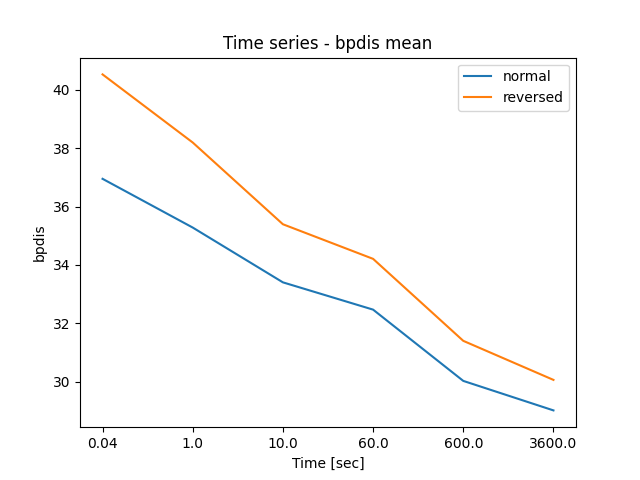 Time series - bpdis mean
normal
reversed
bpdis
40
38
36
34
32
30
0.04 1.0 10.0 60.0 600.0 3600.0
Time [sec]